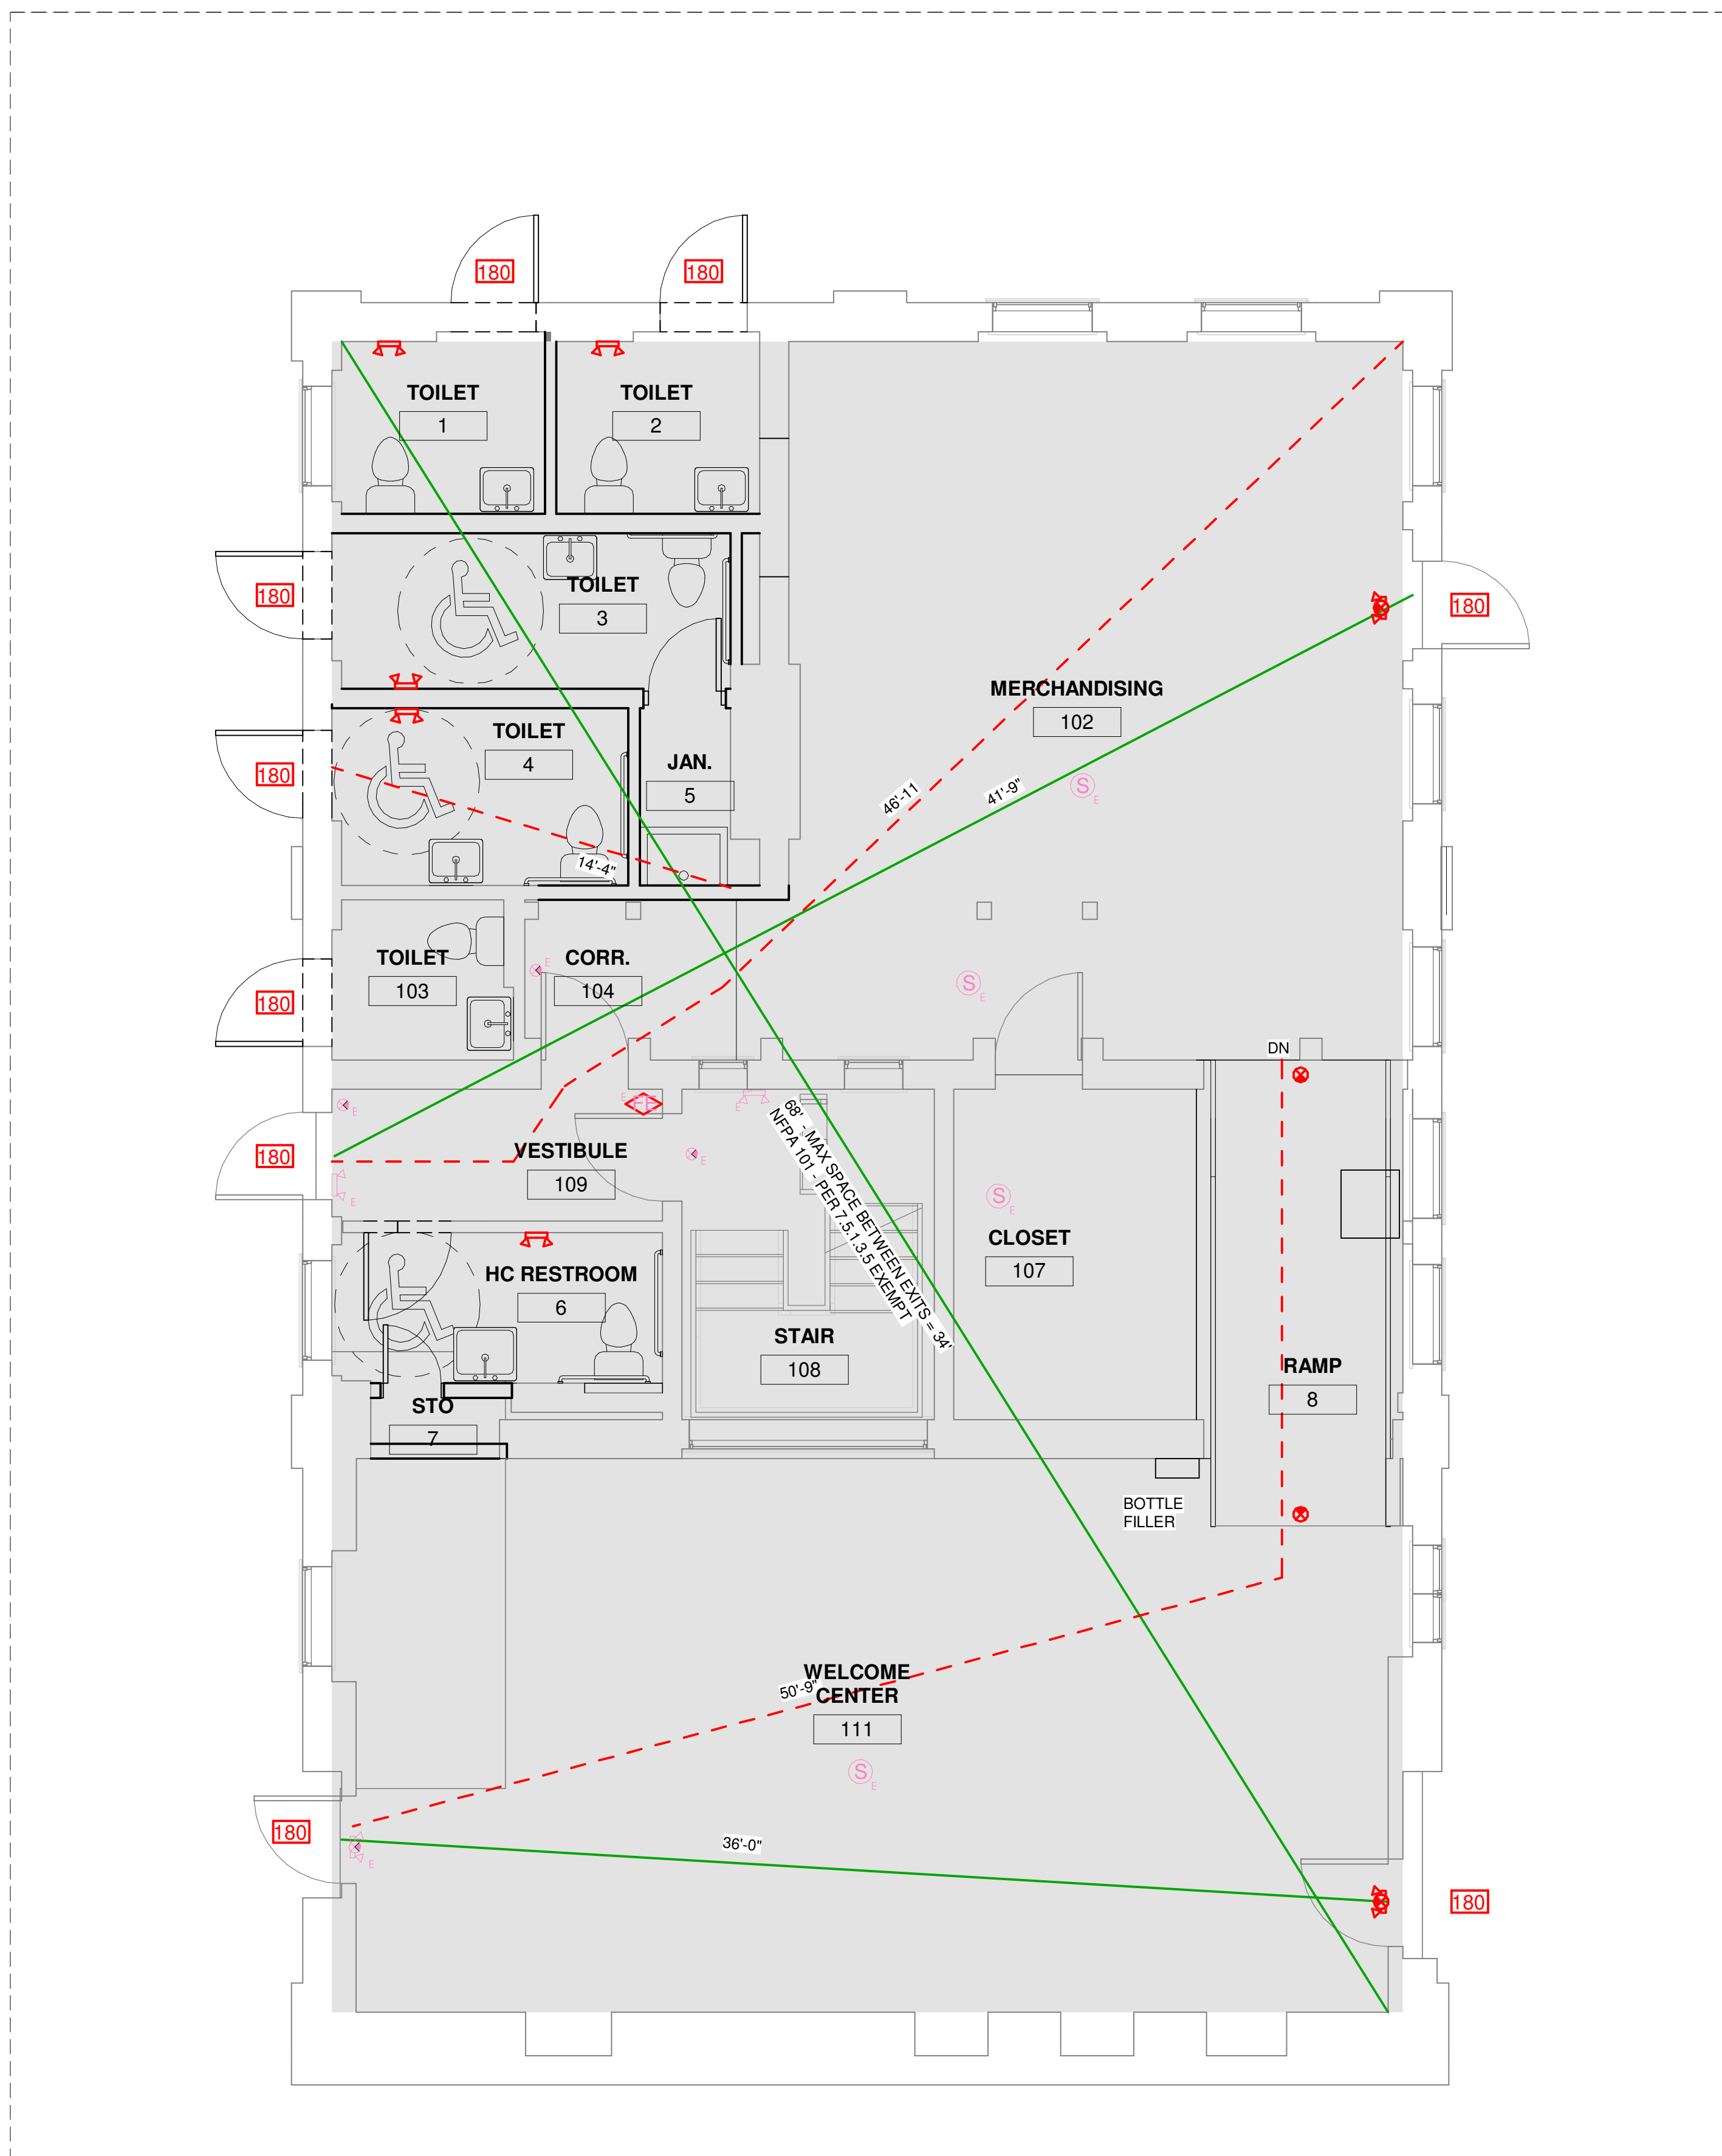 180
180
TOILET
1
TOILET
2
180
TOILET
3
180
MERCHANDISING
102
180
TOILET
4
JAN.
5
46'-11
41'-9"
S
E
14'-4"
TOILET
103
CORR.
104
E
180
S
E
DN
E
FE
E
E
68' - MAX SPACE BETWEEN EXITS = 34'
NFPA 101 - PER 7.5.1.3.5 EXEMPT
180
VESTIBULE
109
E
E
S
E
CLOSET
107
HC RESTROOM
6
STAIR
108
RAMP
8
STO
7
BOTTLE
FILLER
WELCOME
CENTER
111
50'-9"
S
E
180
E
36'-0"
180